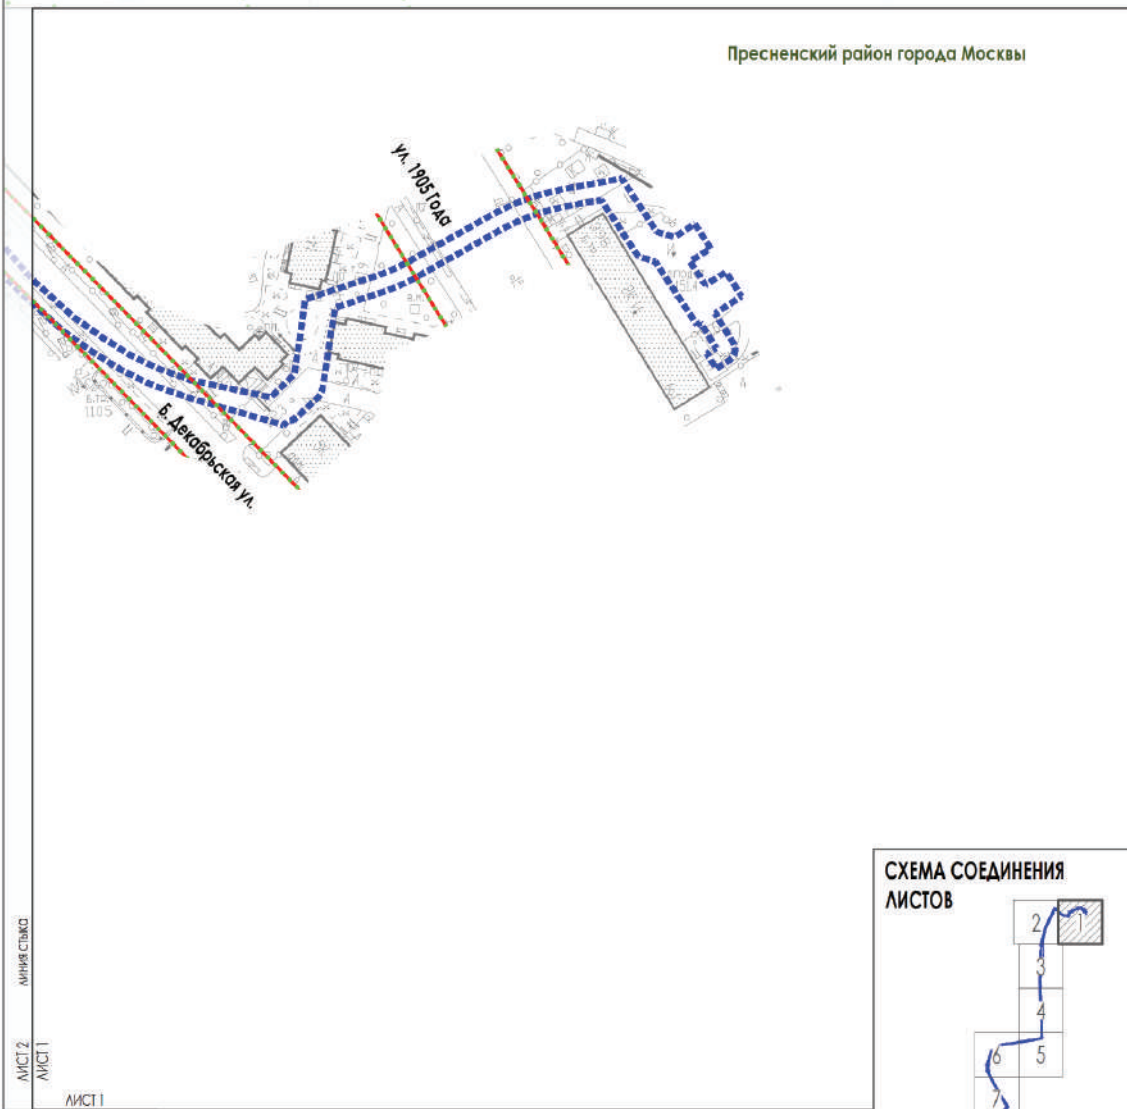 Пресненский район города Москвы
ул. 1905 Года
Б. Декабрьская ул.
1105
СХЕМА СОЕДИНЕНИЯ
ЛИСТОВ
2
1
3
4
6
5
7
ЛИНИЯ СТЫКА
ЛИСТ 2
ЛИСТ 1
ЛИСТ 1